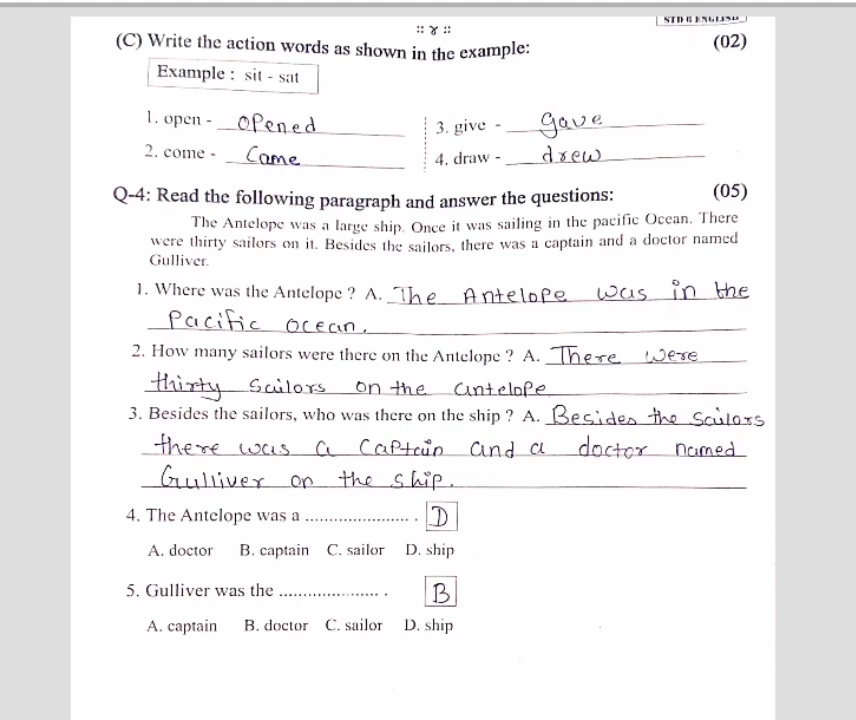 :: ४ ::
STD 6 ENGLISH
(C) Write the action words as shown in the example: (02)
Example : sit - sat
1. open - opened
3. give - gave
2. come - Came
4. draw - drew
Q-4: Read the following paragraph and answer the questions: (05)
The Antelope was a large ship. Once it was sailing in the pacific Ocean. There
were thirty sailors on it. Besides the sailors, there was a captain and a doctor named
Gulliver.
1. Where was the Antelope ? A. The Antelope was in the
Pacific ocean.
2. How many sailors were there on the Antelope ? A. There were
thirty sailors on the antelope
3. Besides the sailors, who was there on the ship ? A. Besides the sailors
there was a captain and a doctor named
Gulliver on the ship.
4. The Antelope was a ...................... . D
A. doctor B. captain C. sailor D. ship
5. Gulliver was the ..................... . B
A. captain B. doctor C. sailor D. ship